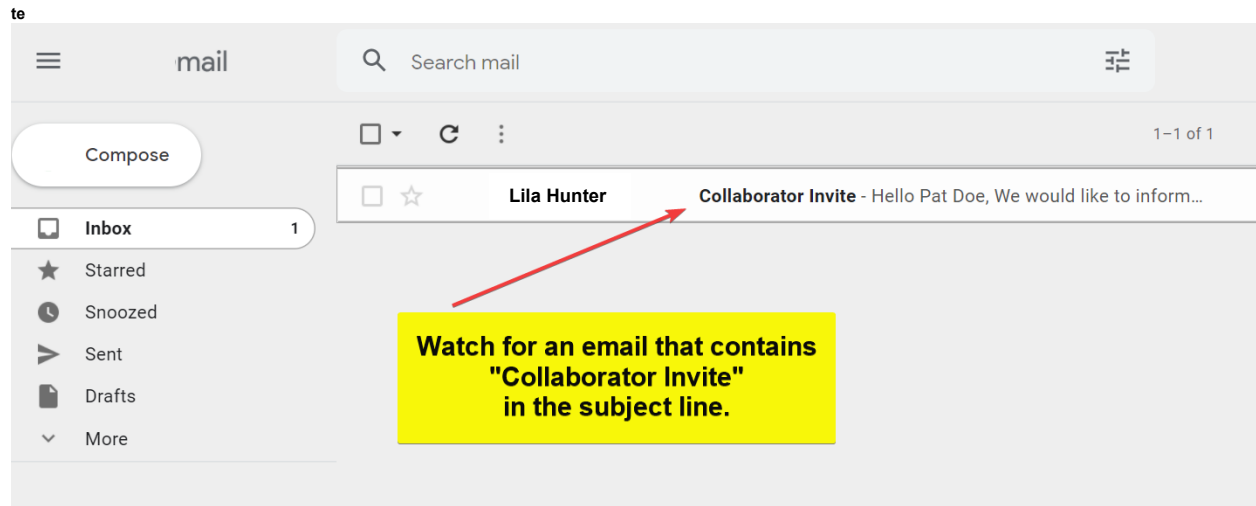 te
mail
Search mail
1–1 of 1
Compose
Lila Hunter Collaborator Invite - Hello Pat Doe, We would like to inform...
Inbox 1
Starred
Snoozed
Sent
Drafts
More
Watch for an email that contains
"Collaborator Invite"
in the subject line.